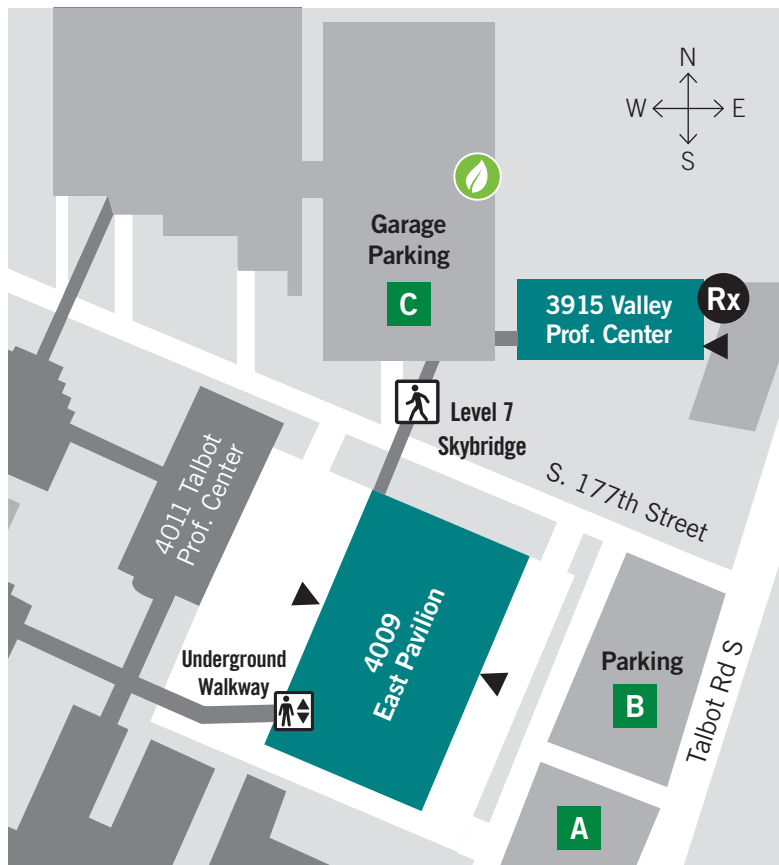 N
W E
S
Garage
Parking
C
3915 Valley
Prof. Center
Rx
Level 7
Skybridge
S. 177th Street
4011 Talbot
Prof. Center
4009
East Pavilion
Underground
Walkway
Parking
B
Talbot Rd S
A